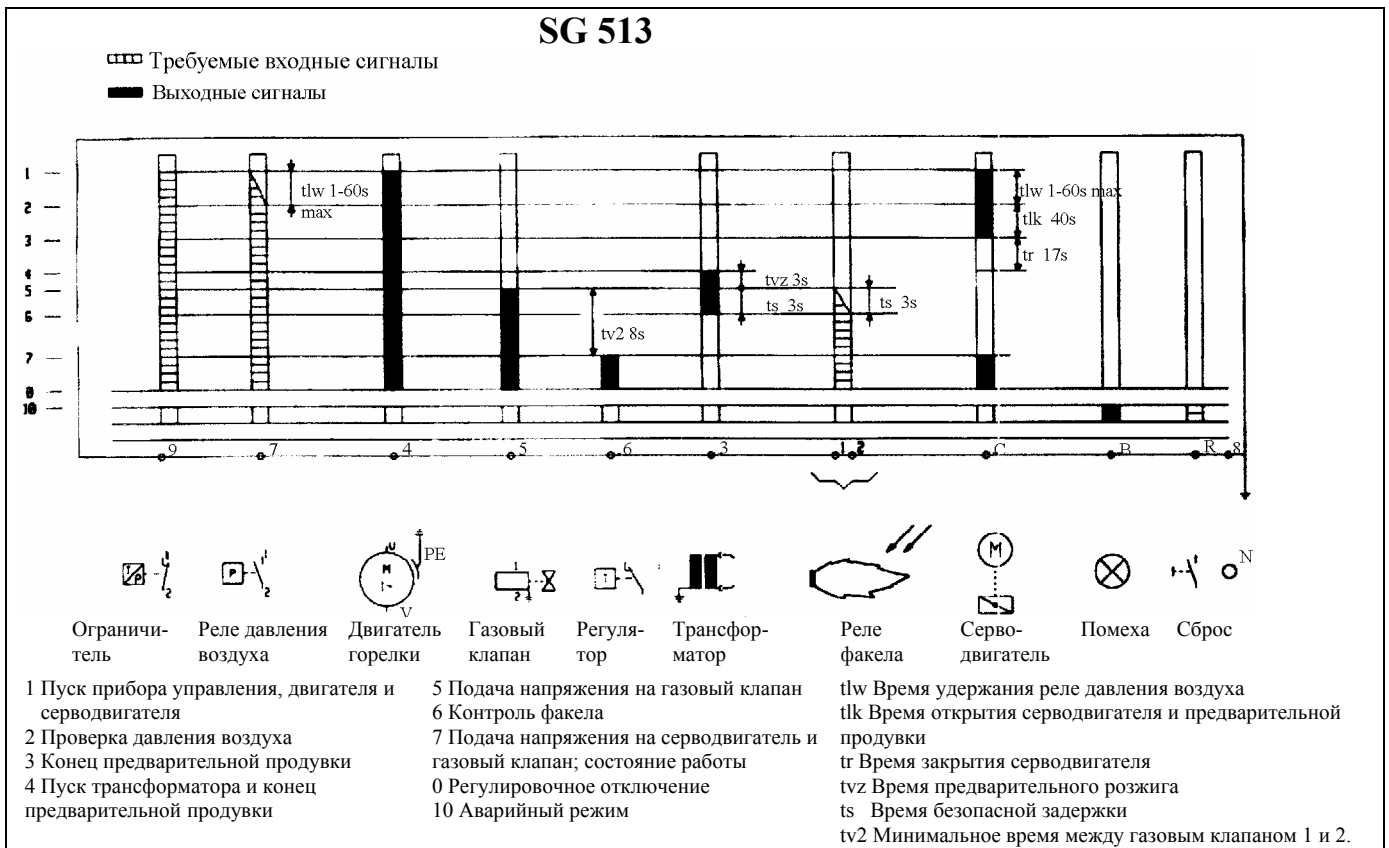 SG 513
Требуемые входные сигналы
Выходные сигналы
1
2
3
4
5
6
7
0
10
tlw 1-60s
max
tv2 8s
tvz 3s
ts 3s
ts 3s
tlw 1-60s max
tlk 40s
tr 17s
9 7 4 5 6 3 1 2 C B R 8
PE
M
V
P
T
M
N
Ограничи-
тель
Реле давления
воздуха
Двигатель
горелки
Газовый
клапан
Регуля-
тор
Трансфор-
матор
Реле
факела
Серво-
двигатель
Помеха
Сброс
1 Пуск прибора управления, двигателя и
серводвигателя
2 Проверка давления воздуха
3 Конец предварительной продувки
4 Пуск трансформатора и конец
предварительной продувки
5 Подача напряжения на газовый клапан
6 Контроль факела
7 Подача напряжения на серводвигатель и
газовый клапан; состояние работы
0 Регулировочное отключение
10 Аварийный режим
tlw Время удержания реле давления воздуха
tlk Время открытия серводвигателя и предварительной
продувки
tr Время закрытия серводвигателя
tvz Время предварительного розжига
ts Время безопасной задержки
tv2 Минимальное время между газовым клапаном 1 и 2.